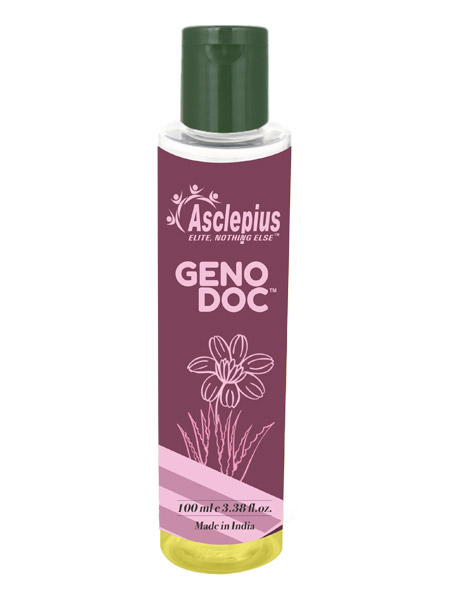 Asclepius
ELITE, NOTHING ELSE™
GENO
DOC™
100 ml e 3.38 fl.oz.
Made in India